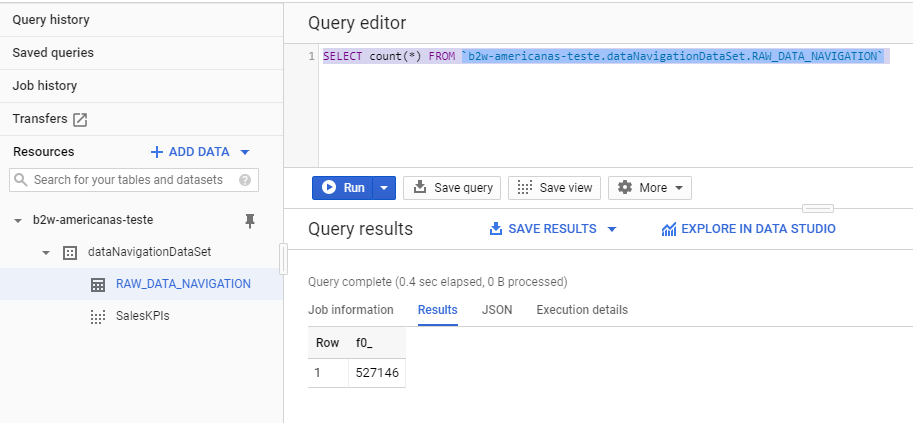 Query history
Saved queries
Job history
Transfers
Resources
ADD DATA
Search for your tables and datasets
b2w-americanas-teste
dataNavigationDataSet
RAW_DATA_NAVIGATION
SalesKPIs
Query editor
1 SELECT count(*) FROM `b2w-americanas-teste.dataNavigationDataSet.RAW_DATA_NAVIGATION`
Run
Save query
Save view
More
Query results
SAVE RESULTS
EXPLORE IN DATA STUDIO
Query complete (0.4 sec elapsed, 0 B processed)
Job information Results JSON Execution details
Row f0_
1 527146